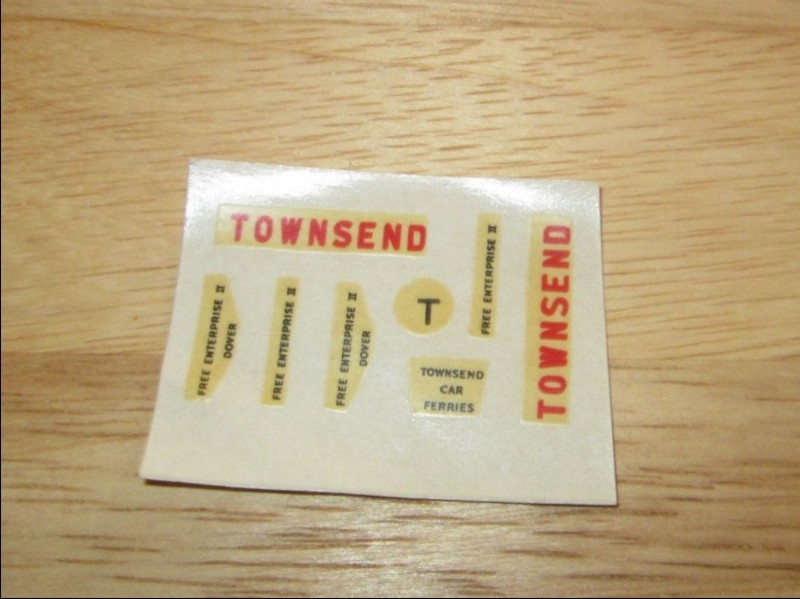 TOWNSEND
FREE ENTERPRISE II
DOVER
FREE ENTERPRISE II
FREE ENTERPRISE II
DOVER
T
TOWNSEND
CAR
FERRIES
FREE ENTERPRISE II
TOWNSEND